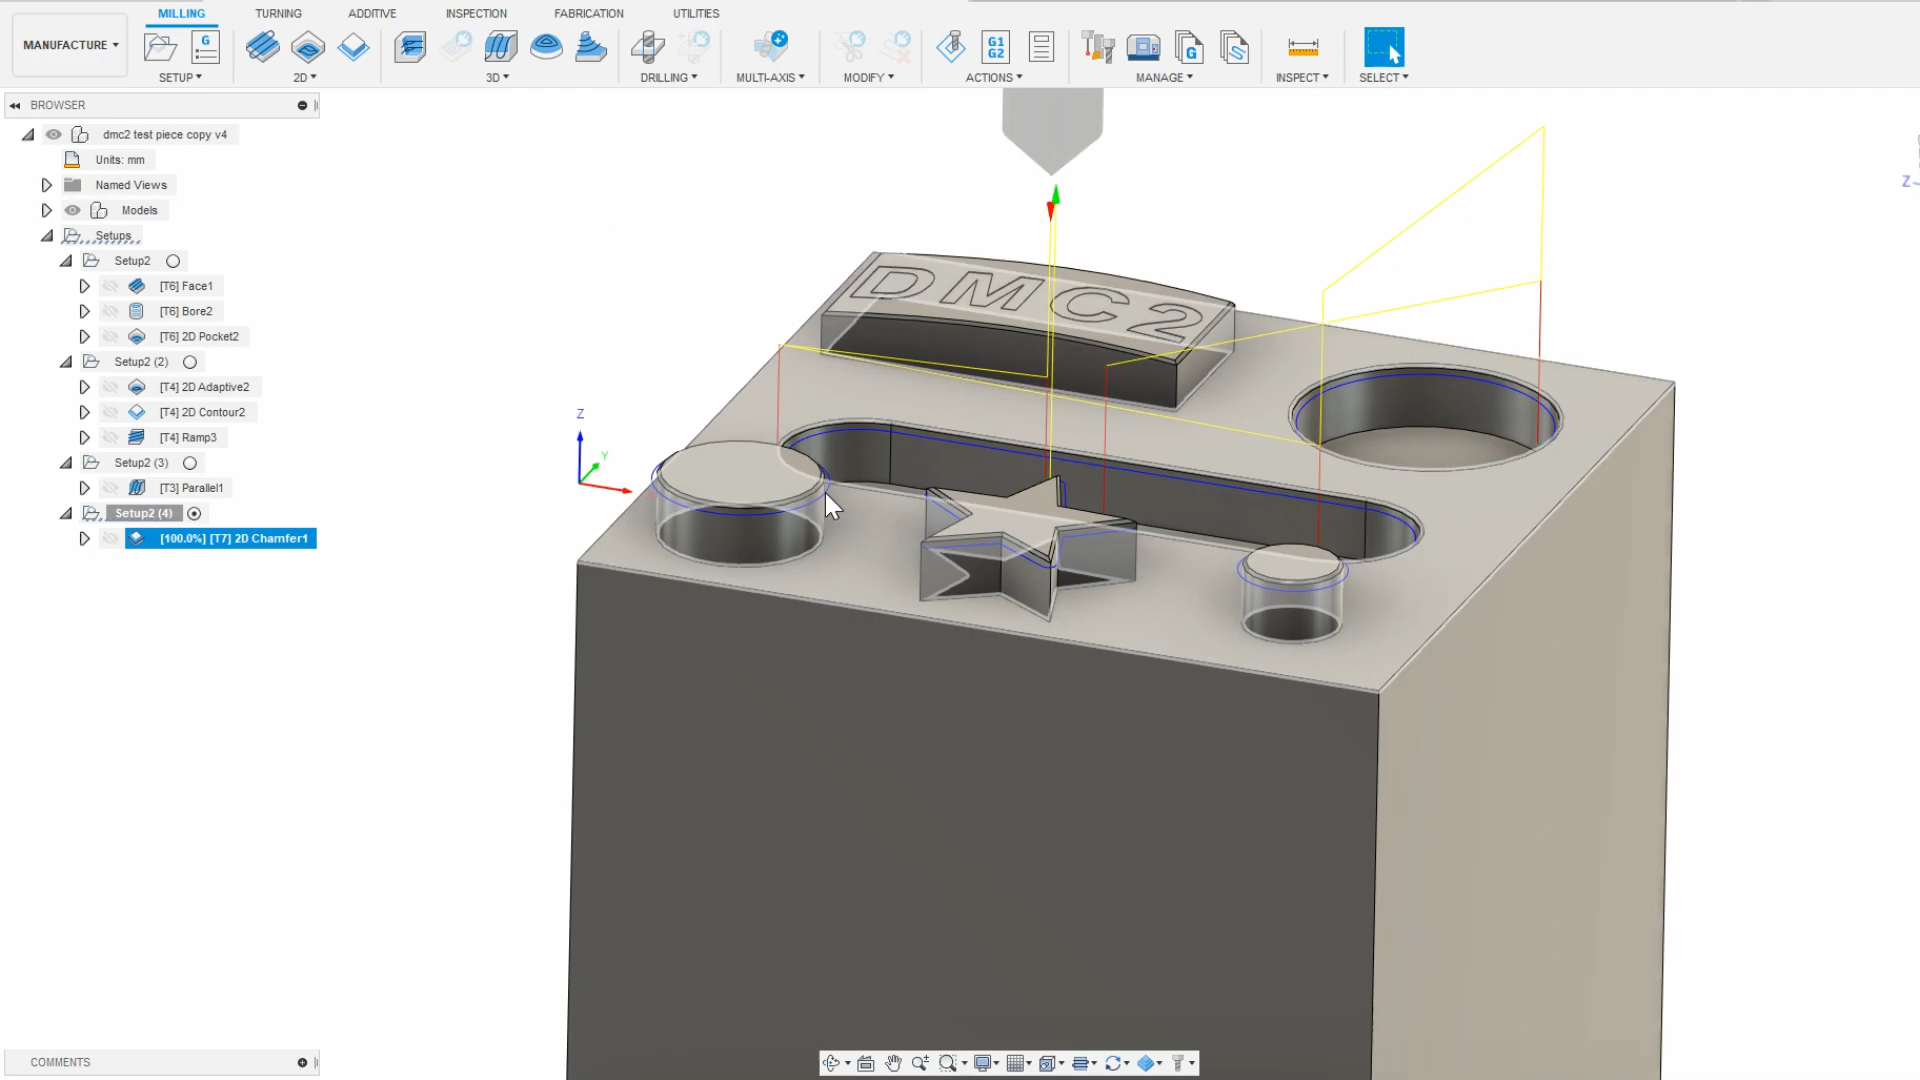 MILLING TURNING ADDITIVE INSPECTION FABRICATION UTILITIES
MANUFACTURE
G
G1
G2
G
SETUP 2D 3D DRILLING MULTI-AXIS MODIFY ACTIONS MANAGE INSPECT SELECT
BROWSER
dmc2 test piece copy v4
Units: mm
Named Views
Models
Setups
Setup2
[T6] Face1
[T6] Bore2
[T6] 2D Pocket2
Setup2 (2)
[T4] 2D Adaptive2
[T4] 2D Contour2
[T4] Ramp3
Setup2 (3)
[T3] Parallel1
Setup2 (4)
[100.0%] [T7] 2D Chamfer1
DMC2
Z
Y
Z
COMMENTS